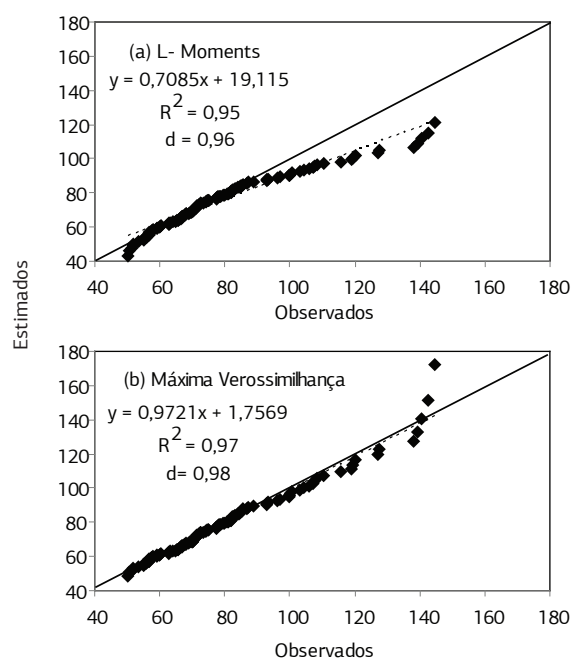 180
160
140
120
100
80
60
40
(a) L- Moments
y = 0,7085x + 19,115
R2 = 0,95
d = 0,96
40 60 80 100 120 140 160 180
Observados
Estimados
180
160
140
120
100
80
60
40
(b) Máxima Verossimilhança
y = 0,9721x + 1,7569
R2 = 0,97
d= 0,98
40 60 80 100 120 140 160 180
Observados